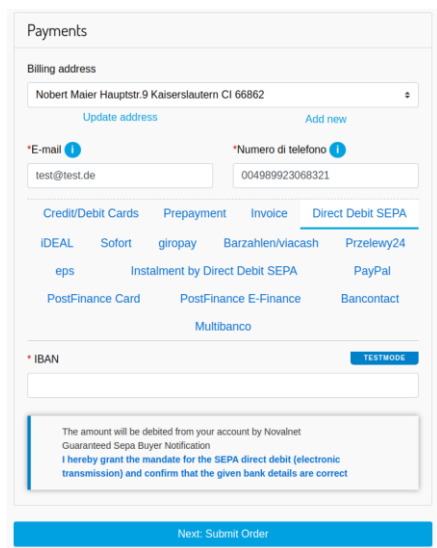 Payments
Billing address
Nobert Maier Hauptstr.9 Kaiserslautern CI 66862
Update address Add new
*E-mail i *Numero di telefono i
test@test.de 004989923068321
Credit/Debit Cards Prepayment Invoice Direct Debit SEPA
iDEAL Sofort giropay Barzahlen/viacash Przelewy24
eps Instalment by Direct Debit SEPA PayPal
PostFinance Card PostFinance E-Finance Bancontact
Multibanco
* IBAN TESTMODE
The amount will be debited from your account by Novalnet
Guaranteed Sepa Buyer Notification
I hereby grant the mandate for the SEPA direct debit (electronic
transmission) and confirm that the given bank details are correct
Next: Submit Order